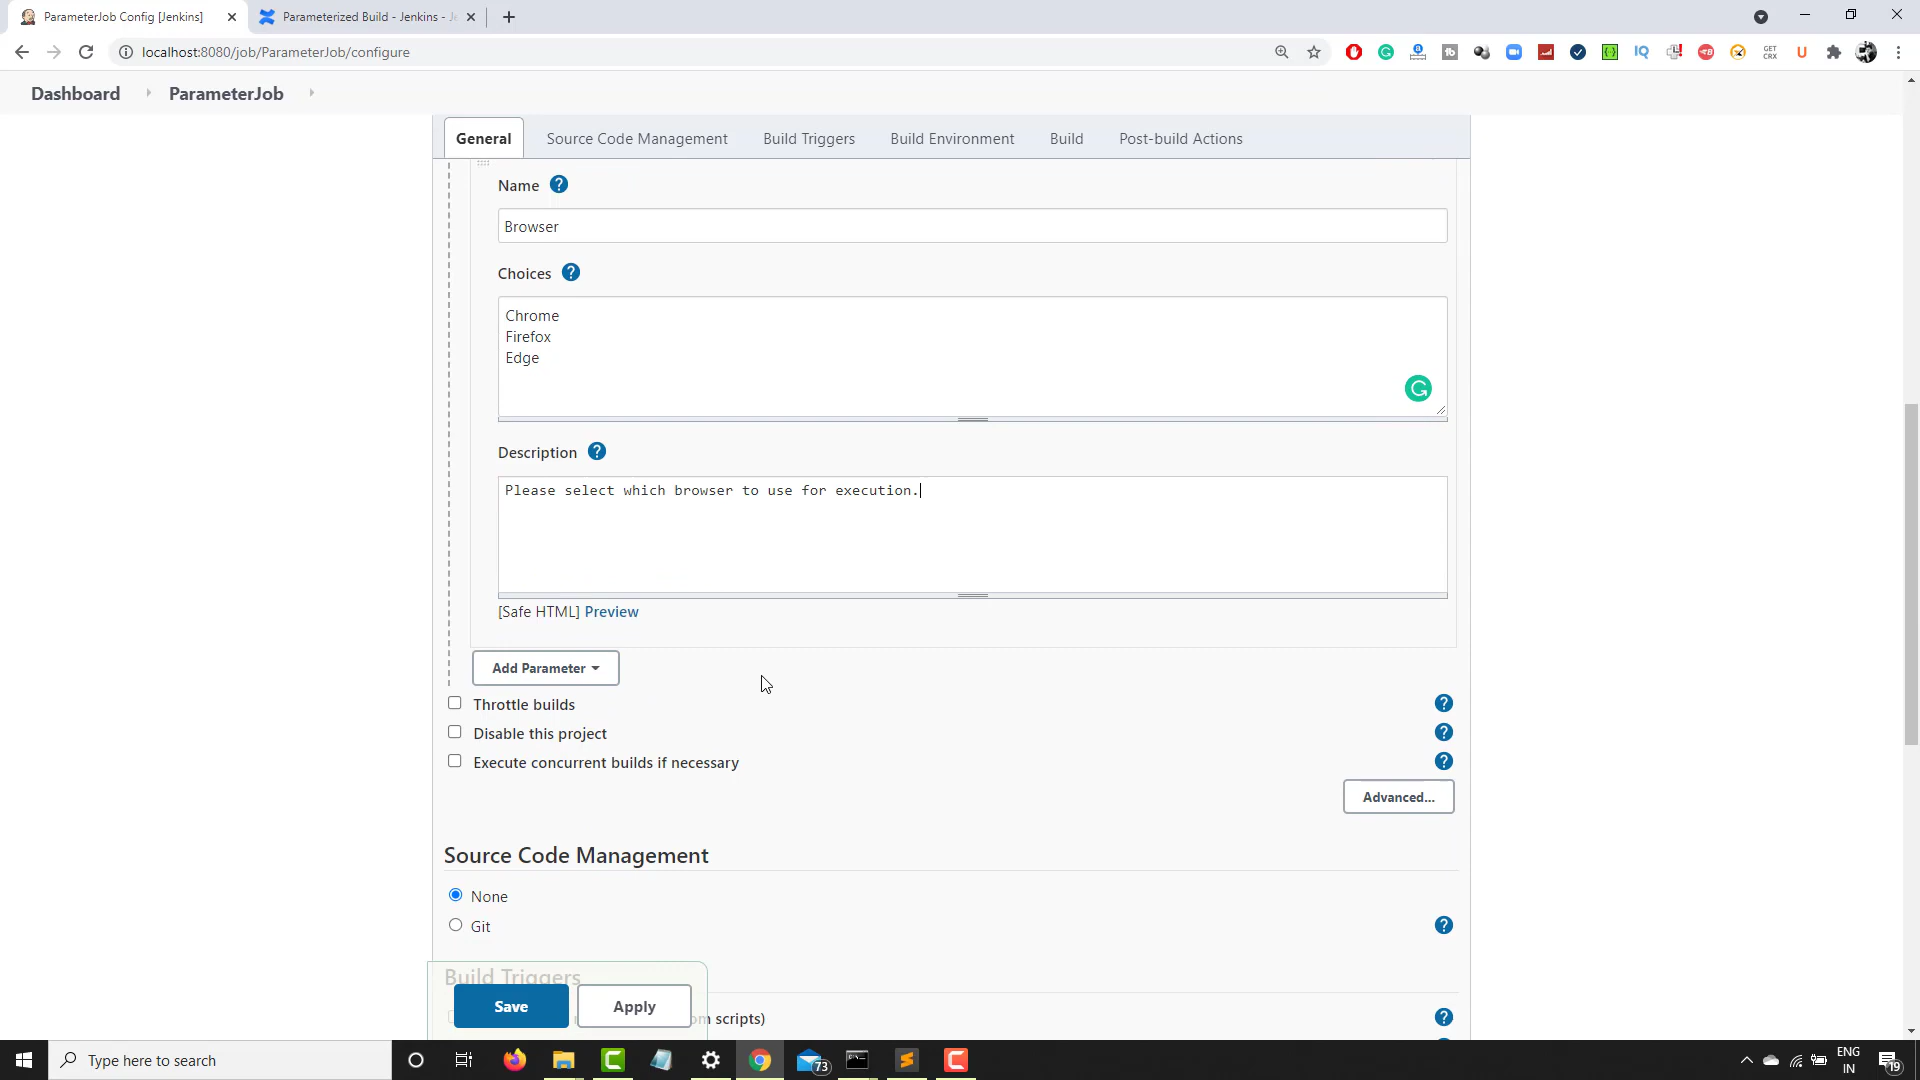 ParameterJob Config [Jenkins]
Parameterized Build - Jenkins - Je
localhost:8080/job/ParameterJob/configure
Dashboard
ParameterJob
General
Source Code Management
Build Triggers
Build Environment
Build
Post-build Actions
Name
Browser
Choices
Chrome
Firefox
Edge
Description
Please select which browser to use for execution.
[Safe HTML] Preview
Add Parameter
Throttle builds
Disable this project
Execute concurrent builds if necessary
Advanced...
Source Code Management
None
Git
Build Triggers
Save
Apply
scripts)
Type here to search
73
ENG
IN
19